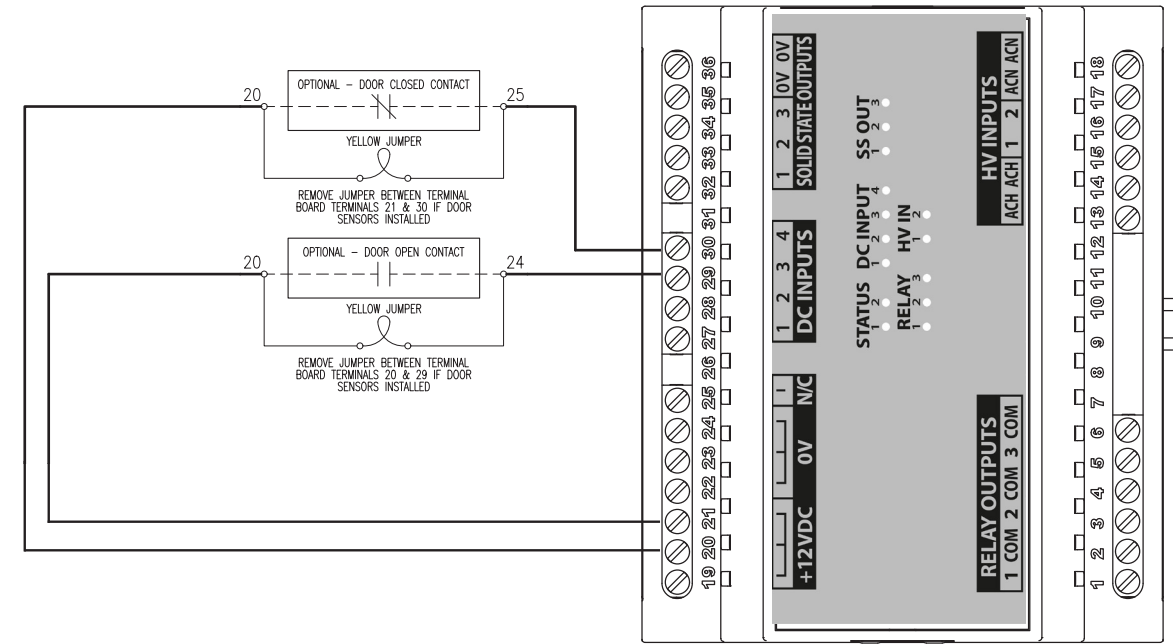 OPTIONAL – DOOR CLOSED CONTACT
20
25
YELLOW JUMPER
REMOVE JUMPER BETWEEN TERMINAL
BOARD TERMINALS 21 & 30 IF DOOR
SENSORS INSTALLED
OPTIONAL – DOOR OPEN CONTACT
20
24
YELLOW JUMPER
REMOVE JUMPER BETWEEN TERMINAL
BOARD TERMINALS 20 & 29 IF DOOR
SENSORS INSTALLED
36
35
34
33
32
31
30
29
28
27
26
25
24
23
22
21
20
19
1 2 3 0V 0V
SOLID STATE OUTPUTS
1 2 3 4
DC INPUTS
+12VDC 0V N/C
SS OUT
1 2 3
DC INPUT
1 2 3 4
HV IN
1 2
STATUS
1 2
RELAY
1 2 3
HV INPUTS
ACH ACH 1 2 ACN ACN
RELAY OUTPUTS
1 COM 2 COM 3 COM
18
17
16
15
14
13
12
11
10
9
8
7
6
5
4
3
2
1